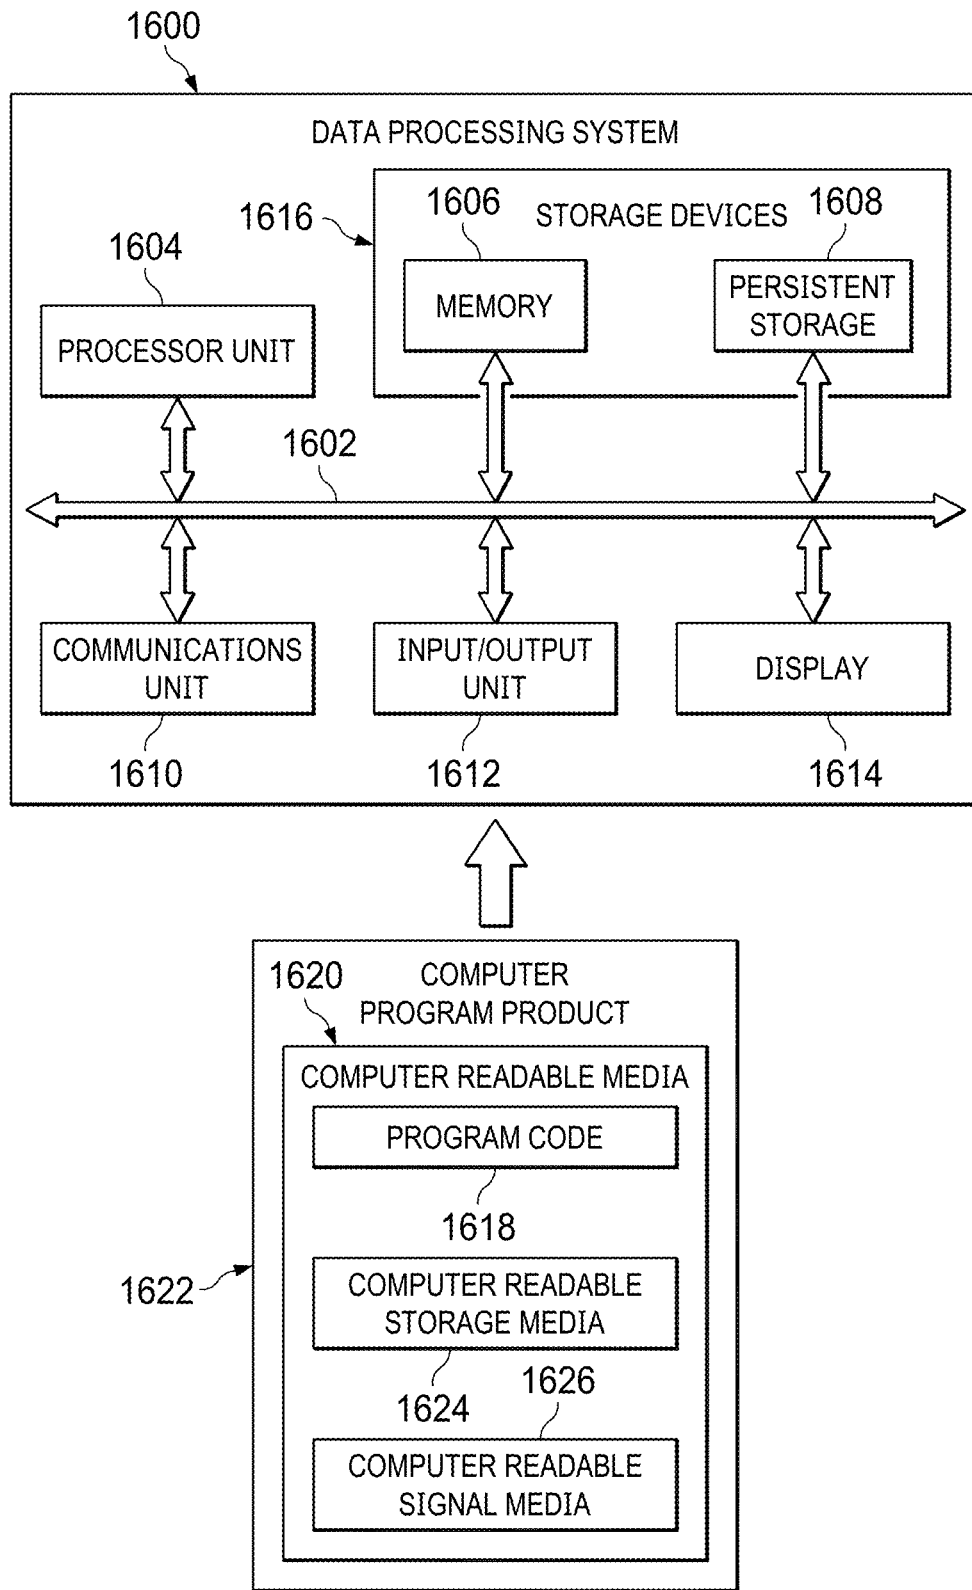 1600
DATA PROCESSING SYSTEM
1616
1606
STORAGE DEVICES
1608
1604
MEMORY
PERSISTENT
STORAGE
PROCESSOR UNIT
1602
COMMUNICATIONS
UNIT
INPUT/OUTPUT
UNIT
DISPLAY
1610
1612
1614
COMPUTER
PROGRAM PRODUCT
1620
COMPUTER READABLE MEDIA
PROGRAM CODE
1618
1622
COMPUTER READABLE
STORAGE MEDIA
1624
1626
COMPUTER READABLE
SIGNAL MEDIA